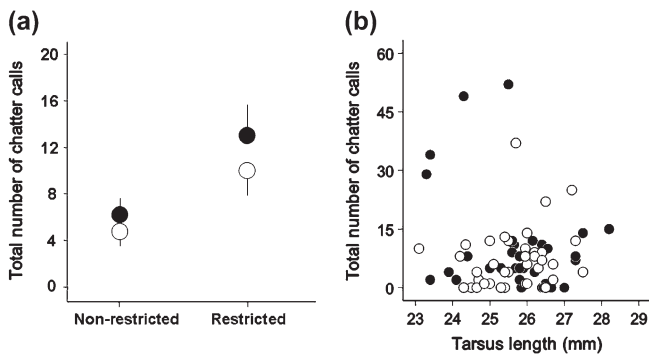 (a)
Total number of chatter calls
20
16
12
8
4
0
Non-restricted
Restricted
(b)
Total number of chatter calls
60
45
30
15
0
23 24 25 26 27 28 29
Tarsus length (mm)